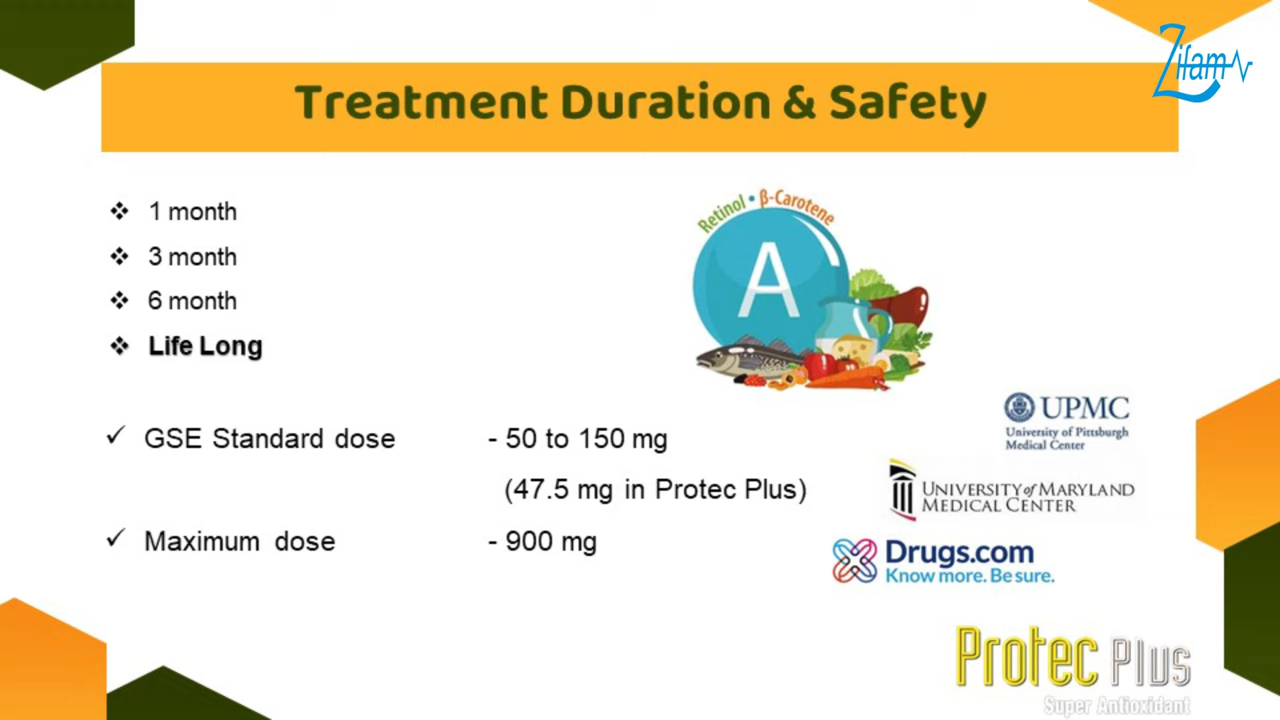 Zifam
Treatment Duration & Safety
❖ 1 month
❖ 3 month
❖ 6 month
❖ Life Long
Retinol • β-Carotene
A
✓ GSE Standard dose - 50 to 150 mg
(47.5 mg in Protec Plus)
✓ Maximum dose - 900 mg
UPMC
University of Pittsburgh
Medical Center
UNIVERSITY of MARYLAND
MEDICAL CENTER
Drugs.com
Know more. Be sure.
Protec Plus
Super Antioxidant